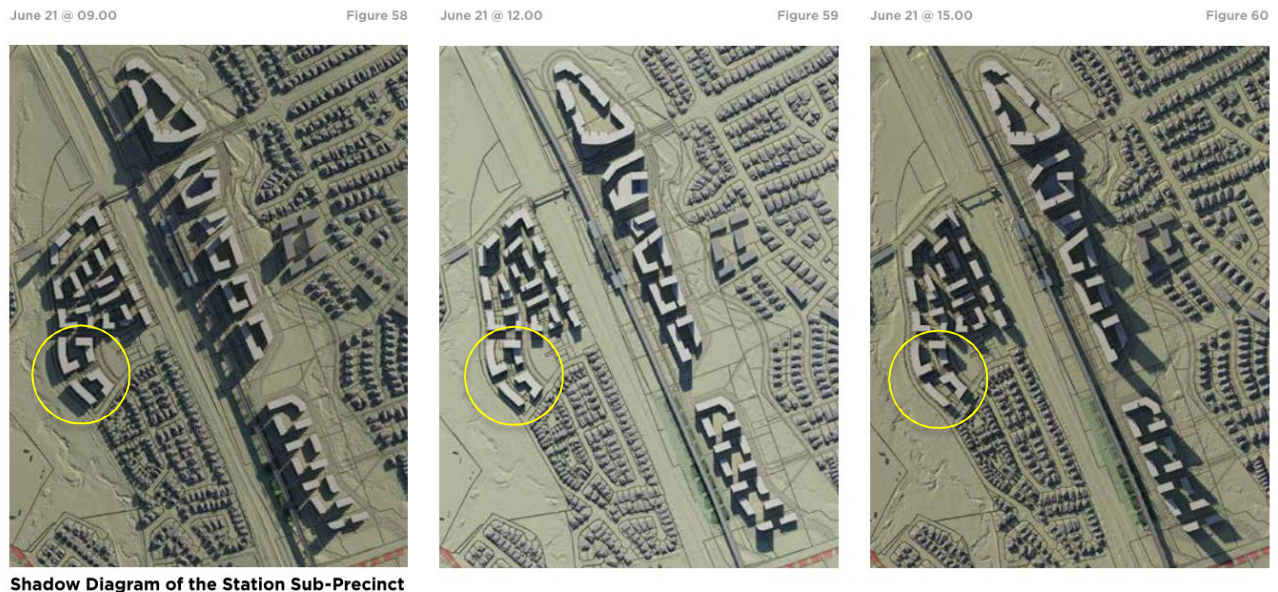 June 21 @ 09.00
Figure 58
June 21 @ 12.00
Figure 59
June 21 @ 15.00
Figure 60
Shadow Diagram of the Station Sub-Precinct